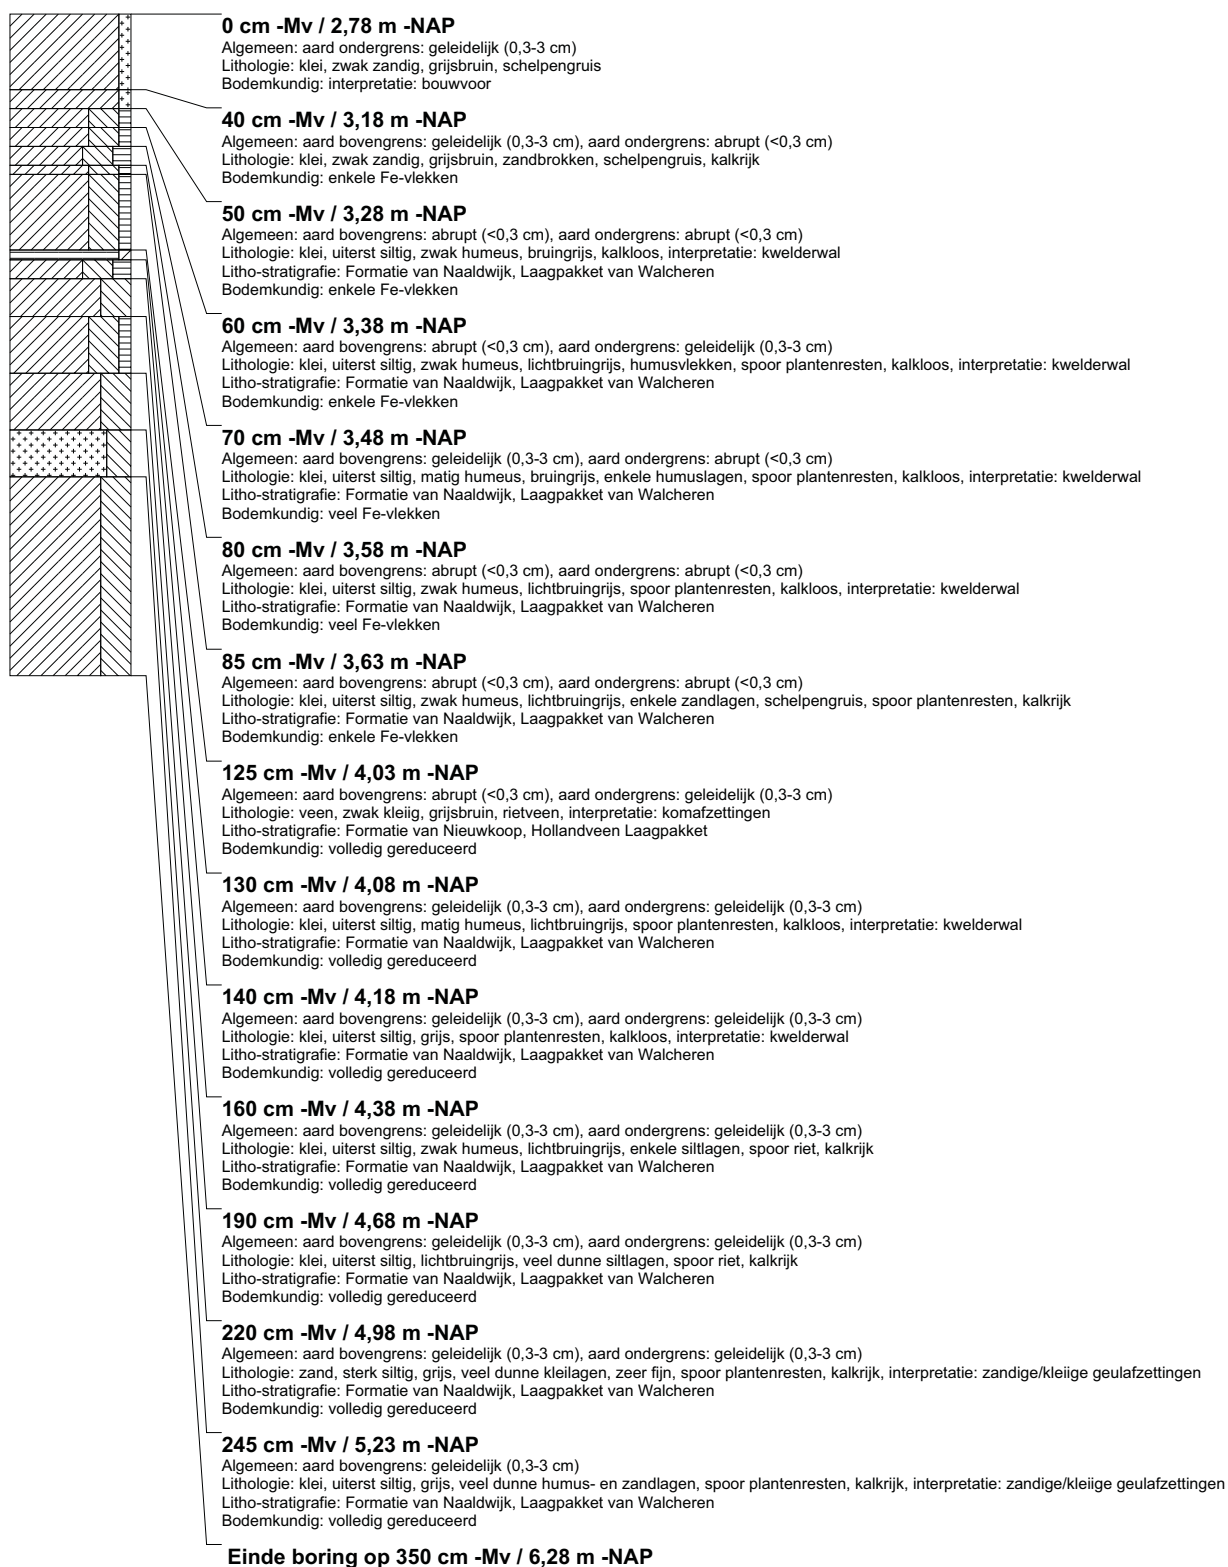 0 cm -Mv / 2,78 m -NAP
Algemeen: aard ondergrens: geleidelijk (0,3-3 cm)
Lithologie: klei, zwak zandig, grijsbruin, schelpengruis
Bodemkundig: interpretatie: bouwvoor
40 cm -Mv / 3,18 m -NAP
Algemeen: aard bovengrens: geleidelijk (0,3-3 cm), aard ondergrens: abrupt (<0,3 cm)
Lithologie: klei, zwak zandig, grijsbruin, zandbrokken, schelpengruis, kalkrijk
Bodemkundig: enkele Fe-vlekken
50 cm -Mv / 3,28 m -NAP
Algemeen: aard bovengrens: abrupt (<0,3 cm), aard ondergrens: abrupt (<0,3 cm)
Lithologie: klei, uiterst siltig, zwak humeus, bruingrijs, kalkloos, interpretatie: kwelderwal
Litho-stratigrafie: Formatie van Naaldwijk, Laagpakket van Walcheren
Bodemkundig: enkele Fe-vlekken
60 cm -Mv / 3,38 m -NAP
Algemeen: aard bovengrens: abrupt (<0,3 cm), aard ondergrens: geleidelijk (0,3-3 cm)
Lithologie: klei, uiterst siltig, zwak humeus, lichtbruingrijs, humusvlekken, spoor plantenresten, kalkloos, interpretatie: kwelderwal
Litho-stratigrafie: Formatie van Naaldwijk, Laagpakket van Walcheren
Bodemkundig: enkele Fe-vlekken
70 cm -Mv / 3,48 m -NAP
Algemeen: aard bovengrens: geleidelijk (0,3-3 cm), aard ondergrens: abrupt (<0,3 cm)
Lithologie: klei, uiterst siltig, matig humeus, bruingrijs, enkele humuslagen, spoor plantenresten, kalkloos, interpretatie: kwelderwal
Litho-stratigrafie: Formatie van Naaldwijk, Laagpakket van Walcheren
Bodemkundig: veel Fe-vlekken
80 cm -Mv / 3,58 m -NAP
Algemeen: aard bovengrens: abrupt (<0,3 cm), aard ondergrens: abrupt (<0,3 cm)
Lithologie: klei, uiterst siltig, zwak humeus, lichtbruingrijs, spoor plantenresten, kalkloos, interpretatie: kwelderwal
Litho-stratigrafie: Formatie van Naaldwijk, Laagpakket van Walcheren
Bodemkundig: veel Fe-vlekken
85 cm -Mv / 3,63 m -NAP
Algemeen: aard bovengrens: abrupt (<0,3 cm), aard ondergrens: abrupt (<0,3 cm)
Lithologie: klei, uiterst siltig, zwak humeus, lichtbruingrijs, enkele zandlagen, schelpengruis, spoor plantenresten, kalkrijk
Litho-stratigrafie: Formatie van Naaldwijk, Laagpakket van Walcheren
Bodemkundig: enkele Fe-vlekken
125 cm -Mv / 4,03 m -NAP
Algemeen: aard bovengrens: abrupt (<0,3 cm), aard ondergrens: geleidelijk (0,3-3 cm)
Lithologie: veen, zwak kleiig, grijsbruin, rietveen, interpretatie: komafzettingen
Litho-stratigrafie: Formatie van Nieuwkoop, Hollandveen Laagpakket
Bodemkundig: volledig gereduceerd
130 cm -Mv / 4,08 m -NAP
Algemeen: aard bovengrens: geleidelijk (0,3-3 cm), aard ondergrens: geleidelijk (0,3-3 cm)
Lithologie: klei, uiterst siltig, matig humeus, lichtbruingrijs, spoor plantenresten, kalkloos, interpretatie: kwelderwal
Litho-stratigrafie: Formatie van Naaldwijk, Laagpakket van Walcheren
Bodemkundig: volledig gereduceerd
140 cm -Mv / 4,18 m -NAP
Algemeen: aard bovengrens: geleidelijk (0,3-3 cm), aard ondergrens: geleidelijk (0,3-3 cm)
Lithologie: klei, uiterst siltig, grijs, spoor plantenresten, kalkloos, interpretatie: kwelderwal
Litho-stratigrafie: Formatie van Naaldwijk, Laagpakket van Walcheren
Bodemkundig: volledig gereduceerd
160 cm -Mv / 4,38 m -NAP
Algemeen: aard bovengrens: geleidelijk (0,3-3 cm), aard ondergrens: geleidelijk (0,3-3 cm)
Lithologie: klei, uiterst siltig, zwak humeus, lichtbruingrijs, enkele siltlagen, spoor riet, kalkrijk
Litho-stratigrafie: Formatie van Naaldwijk, Laagpakket van Walcheren
Bodemkundig: volledig gereduceerd
190 cm -Mv / 4,68 m -NAP
Algemeen: aard bovengrens: geleidelijk (0,3-3 cm), aard ondergrens: geleidelijk (0,3-3 cm)
Lithologie: klei, uiterst siltig, lichtbruingrijs, veel dunne siltlagen, spoor riet, kalkrijk
Litho-stratigrafie: Formatie van Naaldwijk, Laagpakket van Walcheren
Bodemkundig: volledig gereduceerd
220 cm -Mv / 4,98 m -NAP
Algemeen: aard bovengrens: geleidelijk (0,3-3 cm), aard ondergrens: geleidelijk (0,3-3 cm)
Lithologie: zand, sterk siltig, grijs, veel dunne kleilagen, zeer fijn, spoor plantenresten, kalkrijk, interpretatie: zandige/kleiige geulafzettingen
Litho-stratigrafie: Formatie van Naaldwijk, Laagpakket van Walcheren
Bodemkundig: volledig gereduceerd
245 cm -Mv / 5,23 m -NAP
Algemeen: aard bovengrens: geleidelijk (0,3-3 cm)
Lithologie: klei, uiterst siltig, grijs, veel dunne humus- en zandlagen, spoor plantenresten, kalkrijk, interpretatie: zandige/kleiige geulafzettingen
Litho-stratigrafie: Formatie van Naaldwijk, Laagpakket van Walcheren
Bodemkundig: volledig gereduceerd
Einde boring op 350 cm -Mv / 6,28 m -NAP